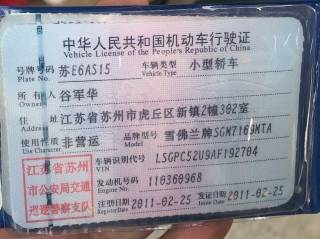 中华人民共和国机动车行驶证
Vehicle License of the People's Republic of China
号牌号码 苏E6AS15 车辆类型 小型轿车
Plate No. Vehicle Type
所有人 谷军华
Owner
住址 江苏省苏州市虎丘区新镇2幢302室
Address
使用性质 非营运 品牌型号 雪佛兰牌SGM7169MTA
Use Character Model
江苏省苏州市公安局交通巡逻警察支队
车辆识别代号 LSGPC52U9AF192704
VIN
发动机号码 110360968
Engine No.
注册日期 2011-02-25 发证日期 2011-02-25
Register Date Issue Date